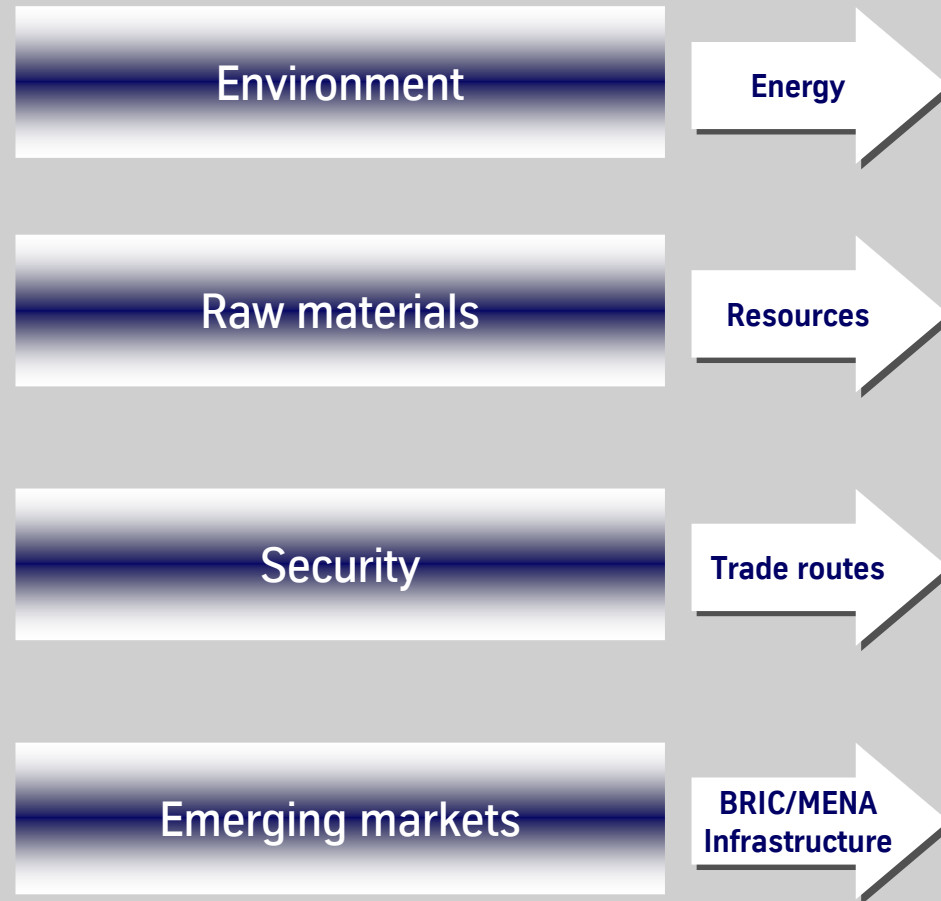 Environment
Energy
Raw materials
Resources
Security
Trade routes
Emerging markets
BRIC/MENA
Infrastructure